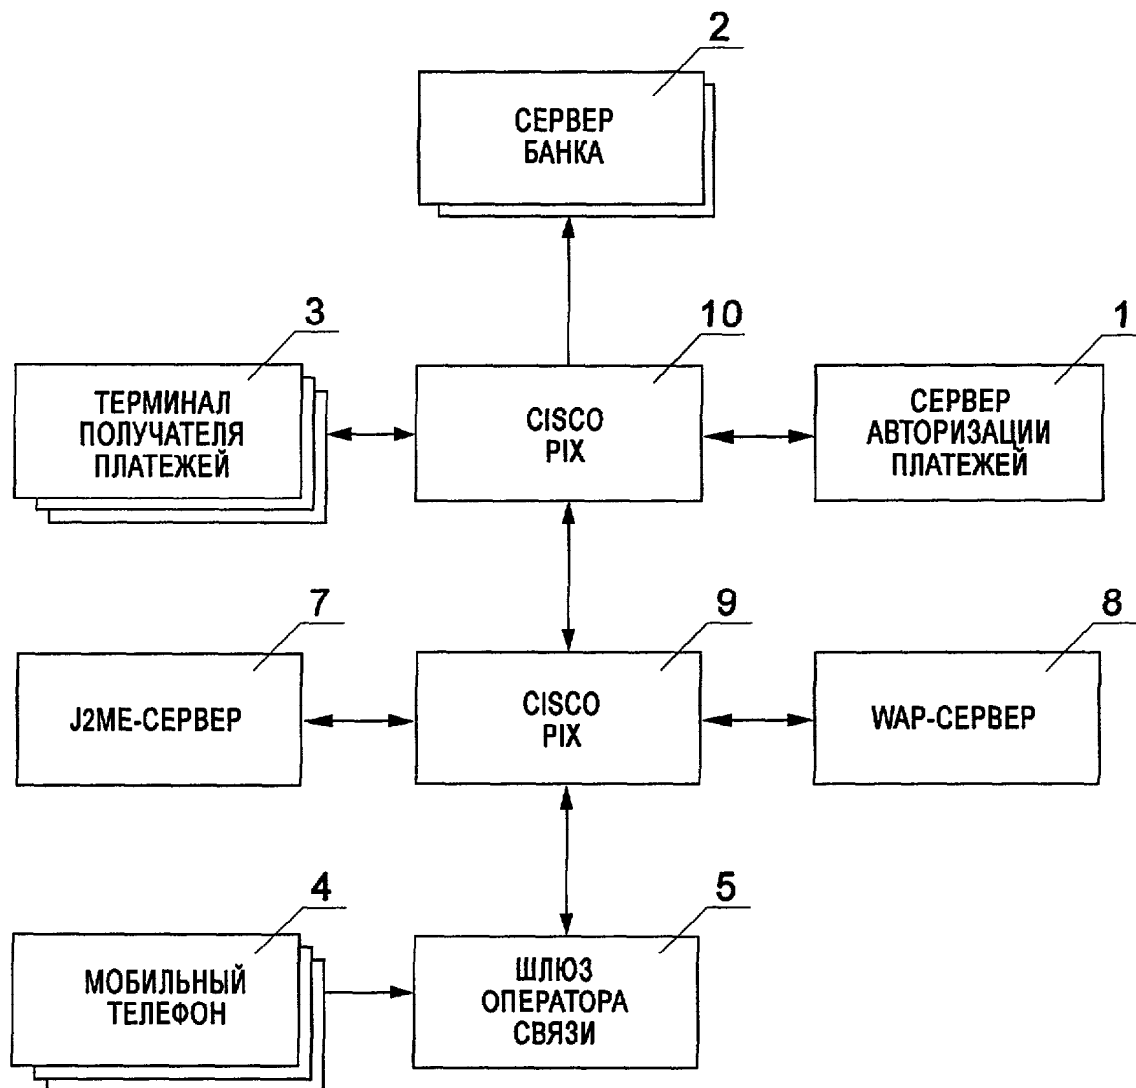 2
СЕРВЕР
БАНКА
3
10
1
ТЕРМИНАЛ
ПОЛУЧАТЕЛЯ
ПЛАТЕЖЕЙ
CISCO
PIX
СЕРВЕР
АВТОРИЗАЦИИ
ПЛАТЕЖЕЙ
7
9
8
J2ME-СЕРВЕР
CISCO
PIX
WAP-СЕРВЕР
4
5
МОБИЛЬНЫЙ
ТЕЛЕФОН
ШЛЮЗ
ОПЕРАТОРА
СВЯЗИ